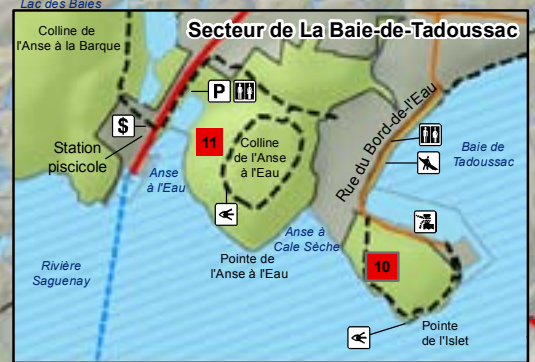 Lac des Baies
Secteur de La Baie-de-Tadoussac
Colline de
l'Anse à la Barque
P
$
Station
piscicole
11
Colline
de l'Anse
à l'Eau
Anse
à l'Eau
Rue du Bord-de-l'Eau
Baie de
Tadoussac
Anse à
Cale Sèche
Pointe de
l'Anse à l'Eau
Rivière
Saguenay
10
Pointe
de l'Islet